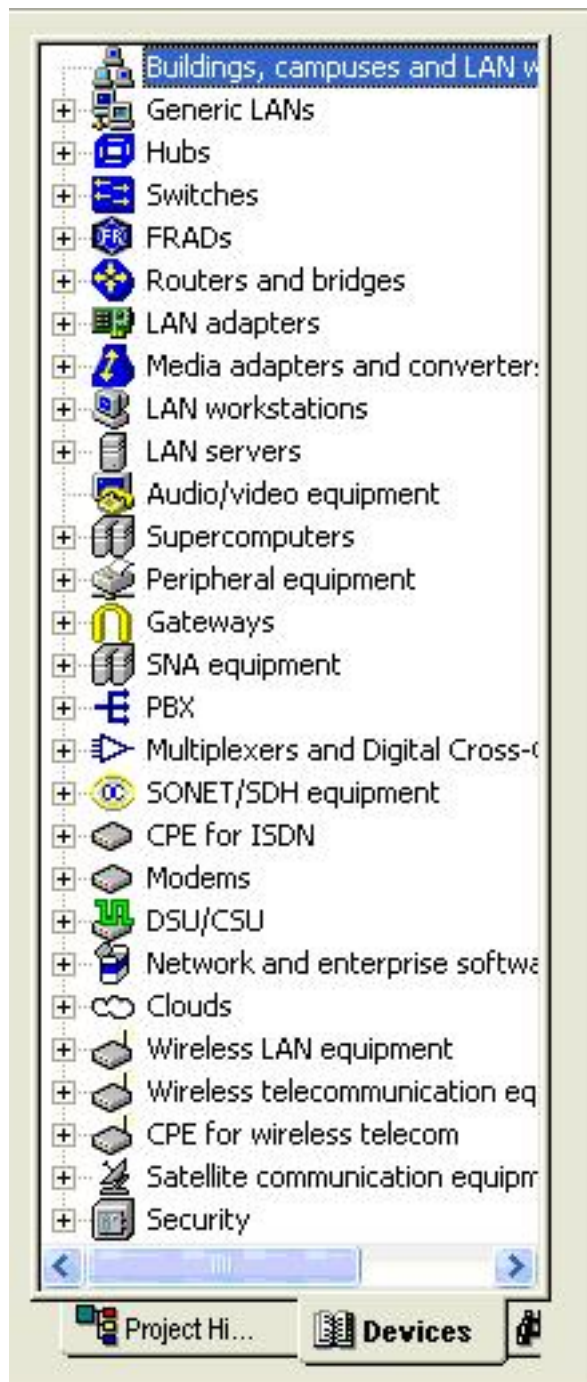 Buildings, campuses and LAN w
Generic LANs
Hubs
Switches
FRADs
Routers and bridges
LAN adapters
Media adapters and converter
LAN workstations
LAN servers
Audio/video equipment
Supercomputers
Peripheral equipment
Gateways
SNA equipment
PBX
Multiplexers and Digital Cross-
SONET/SDH equipment
CPE for ISDN
Modems
DSU/CSU
Network and enterprise softwa
Clouds
Wireless LAN equipment
Wireless telecommunication eq
CPE for wireless telecom
Satellite communication equipm
Security
Project Hi... Devices